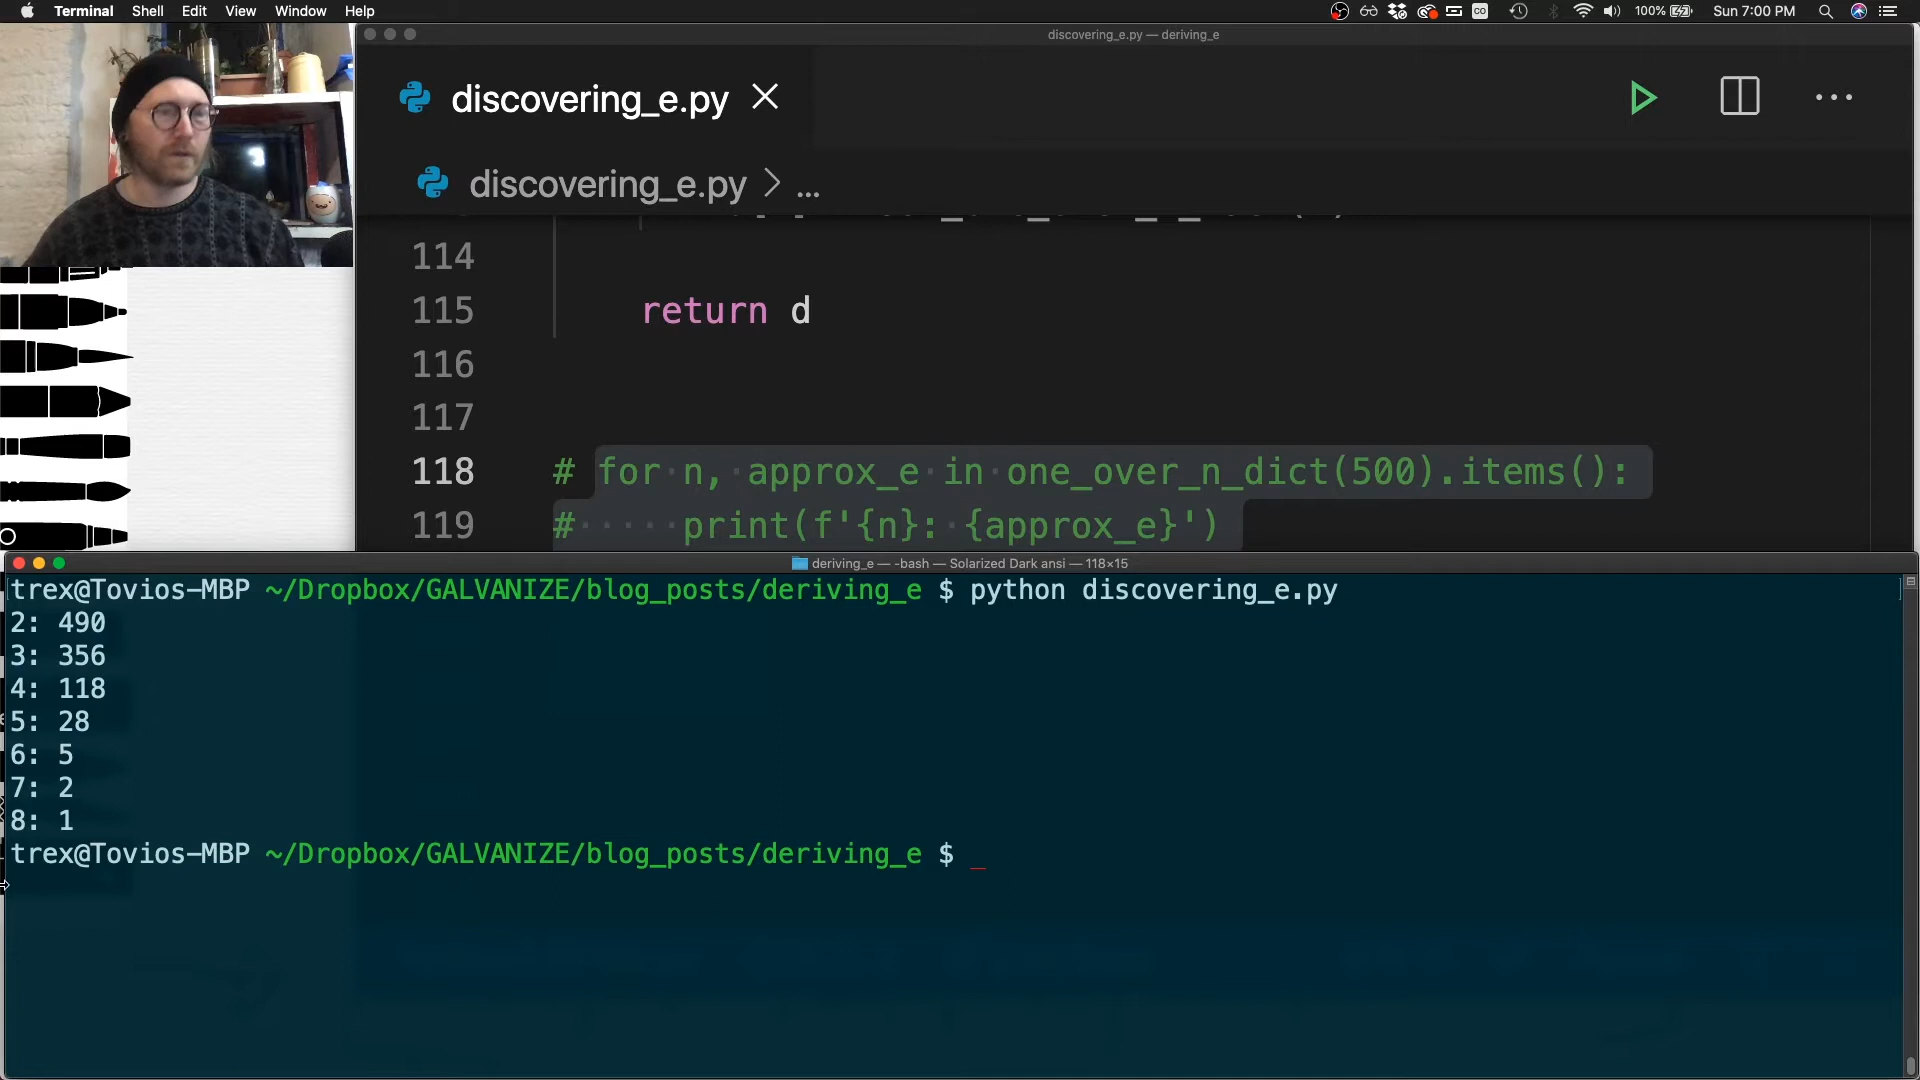 Terminal Shell Edit View Window Help
100% Sun 7:00 PM
discovering_e.py — deriving_e
discovering_e.py
discovering_e.py > ...
114
115 return d
116
117
118 # for n, approx_e in one_over_n_dict(500).items():
119 #     print(f'{n}: {approx_e}')
deriving_e — -bash — Solarized Dark ansi — 118×15
trex@Tovios-MBP ~/Dropbox/GALVANIZE/blog_posts/deriving_e $ python discovering_e.py
2: 490
3: 356
4: 118
5: 28
6: 5
7: 2
8: 1
trex@Tovios-MBP ~/Dropbox/GALVANIZE/blog_posts/deriving_e $ _